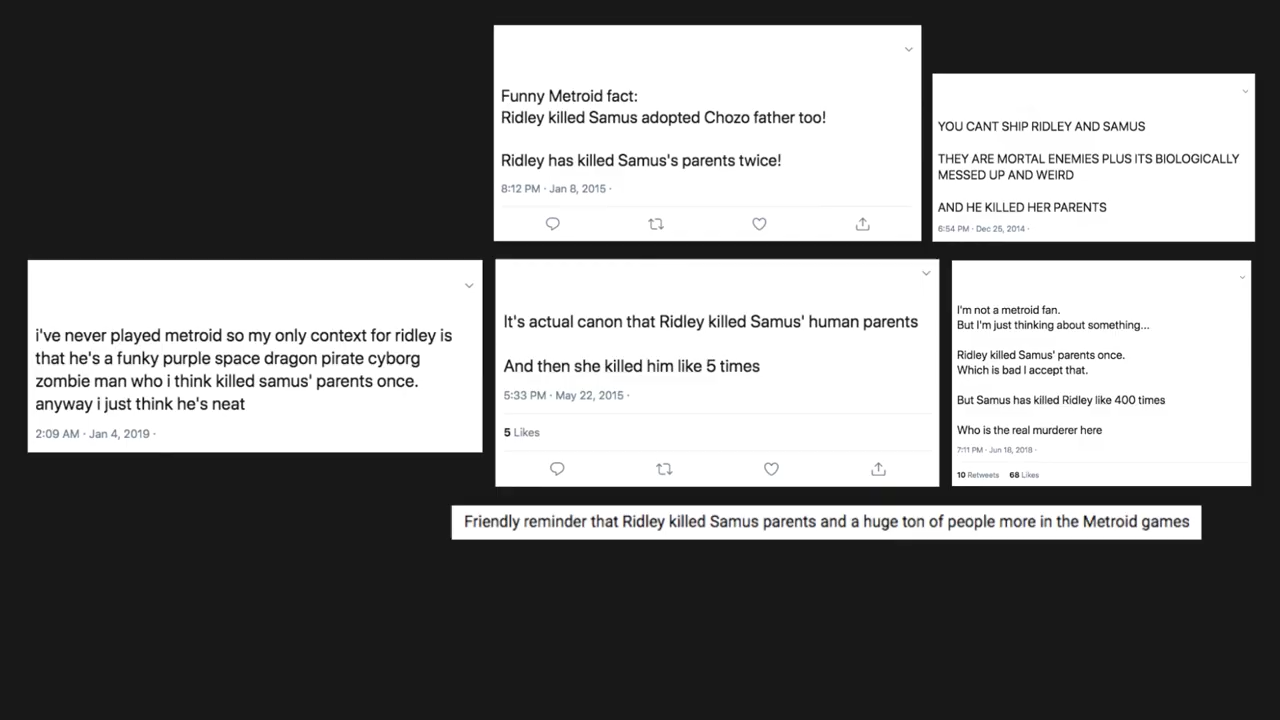 Funny Metroid fact:
Ridley killed Samus adopted Chozo father too!
Ridley has killed Samus's parents twice!
8:12 PM · Jan 8, 2015 ·
YOU CANT SHIP RIDLEY AND SAMUS
THEY ARE MORTAL ENEMIES PLUS ITS BIOLOGICALLY
MESSED UP AND WEIRD
AND HE KILLED HER PARENTS
6:54 PM · Dec 25, 2014 ·
i've never played metroid so my only context for ridley is
that he's a funky purple space dragon pirate cyborg
zombie man who i think killed samus' parents once.
anyway i just think he's neat
2:09 AM · Jan 4, 2019 ·
It's actual canon that Ridley killed Samus' human parents
And then she killed him like 5 times
5:33 PM · May 22, 2015 ·
5 Likes
I'm not a metroid fan.
But I'm just thinking about something...
Ridley killed Samus' parents once.
Which is bad I accept that.
But Samus has killed Ridley like 400 times
Who is the real murderer here
7:11 PM · Jun 18, 2018 ·
10 Retweets 68 Likes
Friendly reminder that Ridley killed Samus parents and a huge ton of people more in the Metroid games